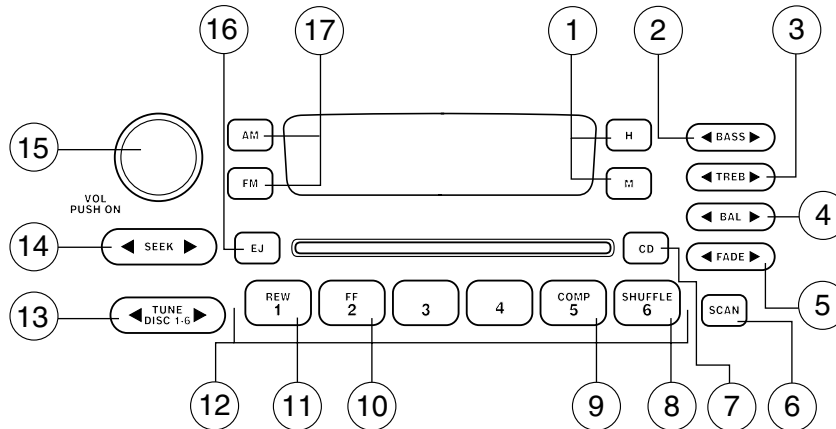 16
17
1
2
3
AM
H
◀ BASS ▶
15
◀ TREB ▶
FM
M
VOL
PUSH ON
◀ BAL ▶
4
14
◀ SEEK ▶
EJ
CD
◀ FADE ▶
5
13
◀ TUNE ▶
DISC 1-6
REW
1
FF
2
3
4
COMP
5
SHUFFLE
6
SCAN
12
11
10
9
8
7
6